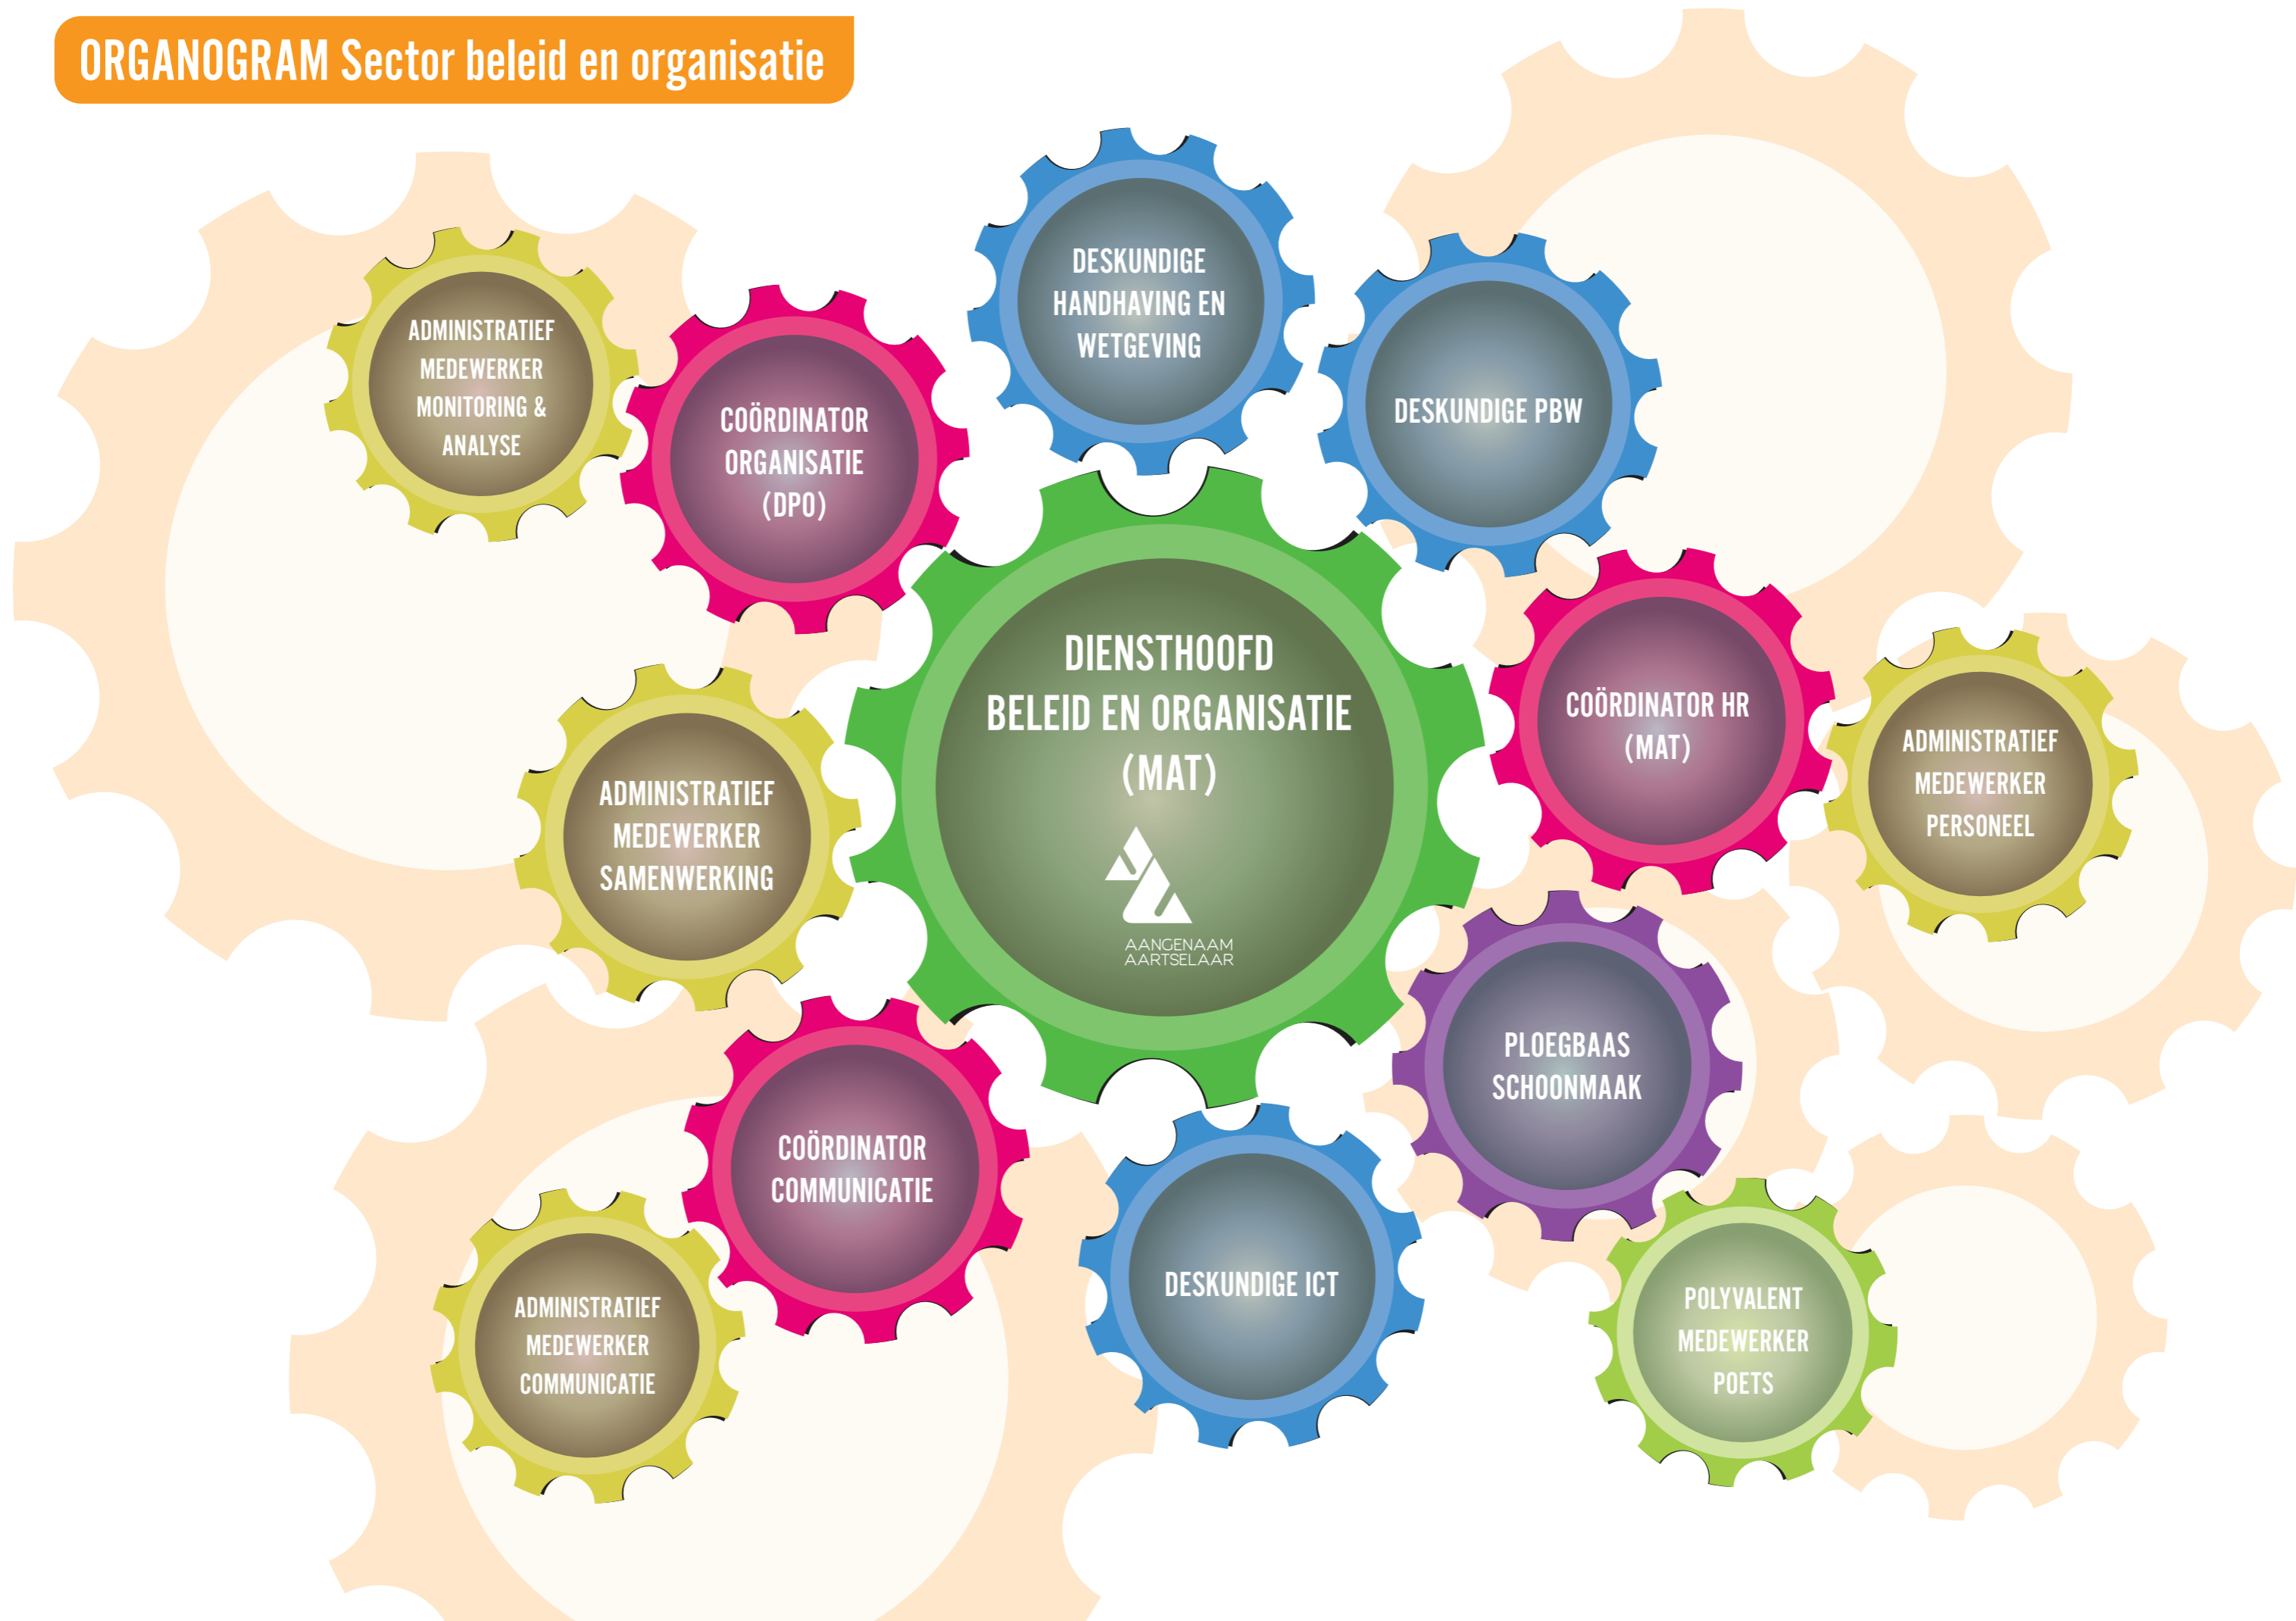 ORGANOGRAM Sector beleid en organisatie
DESKUNDIGE
HANDHAVING EN
WETGEVING
ADMINISTRATIEF
MEDEWERKER
MONITORING &
ANALYSE
COÖRDINATOR
ORGANISATIE
(DPO)
DESKUNDIGE PBW
DIENSTHOOFD
BELEID EN ORGANISATIE
(MAT)
AANGENAAM
AARTSELAAR
COÖRDINATOR HR
(MAT)
ADMINISTRATIEF
MEDEWERKER
PERSONEEL
ADMINISTRATIEF
MEDEWERKER
SAMENWERKING
PLOEGBAAS
SCHOONMAAK
COÖRDINATOR
COMMUNICATIE
DESKUNDIGE ICT
ADMINISTRATIEF
MEDEWERKER
COMMUNICATIE
POLYVALENT
MEDEWERKER
POETS